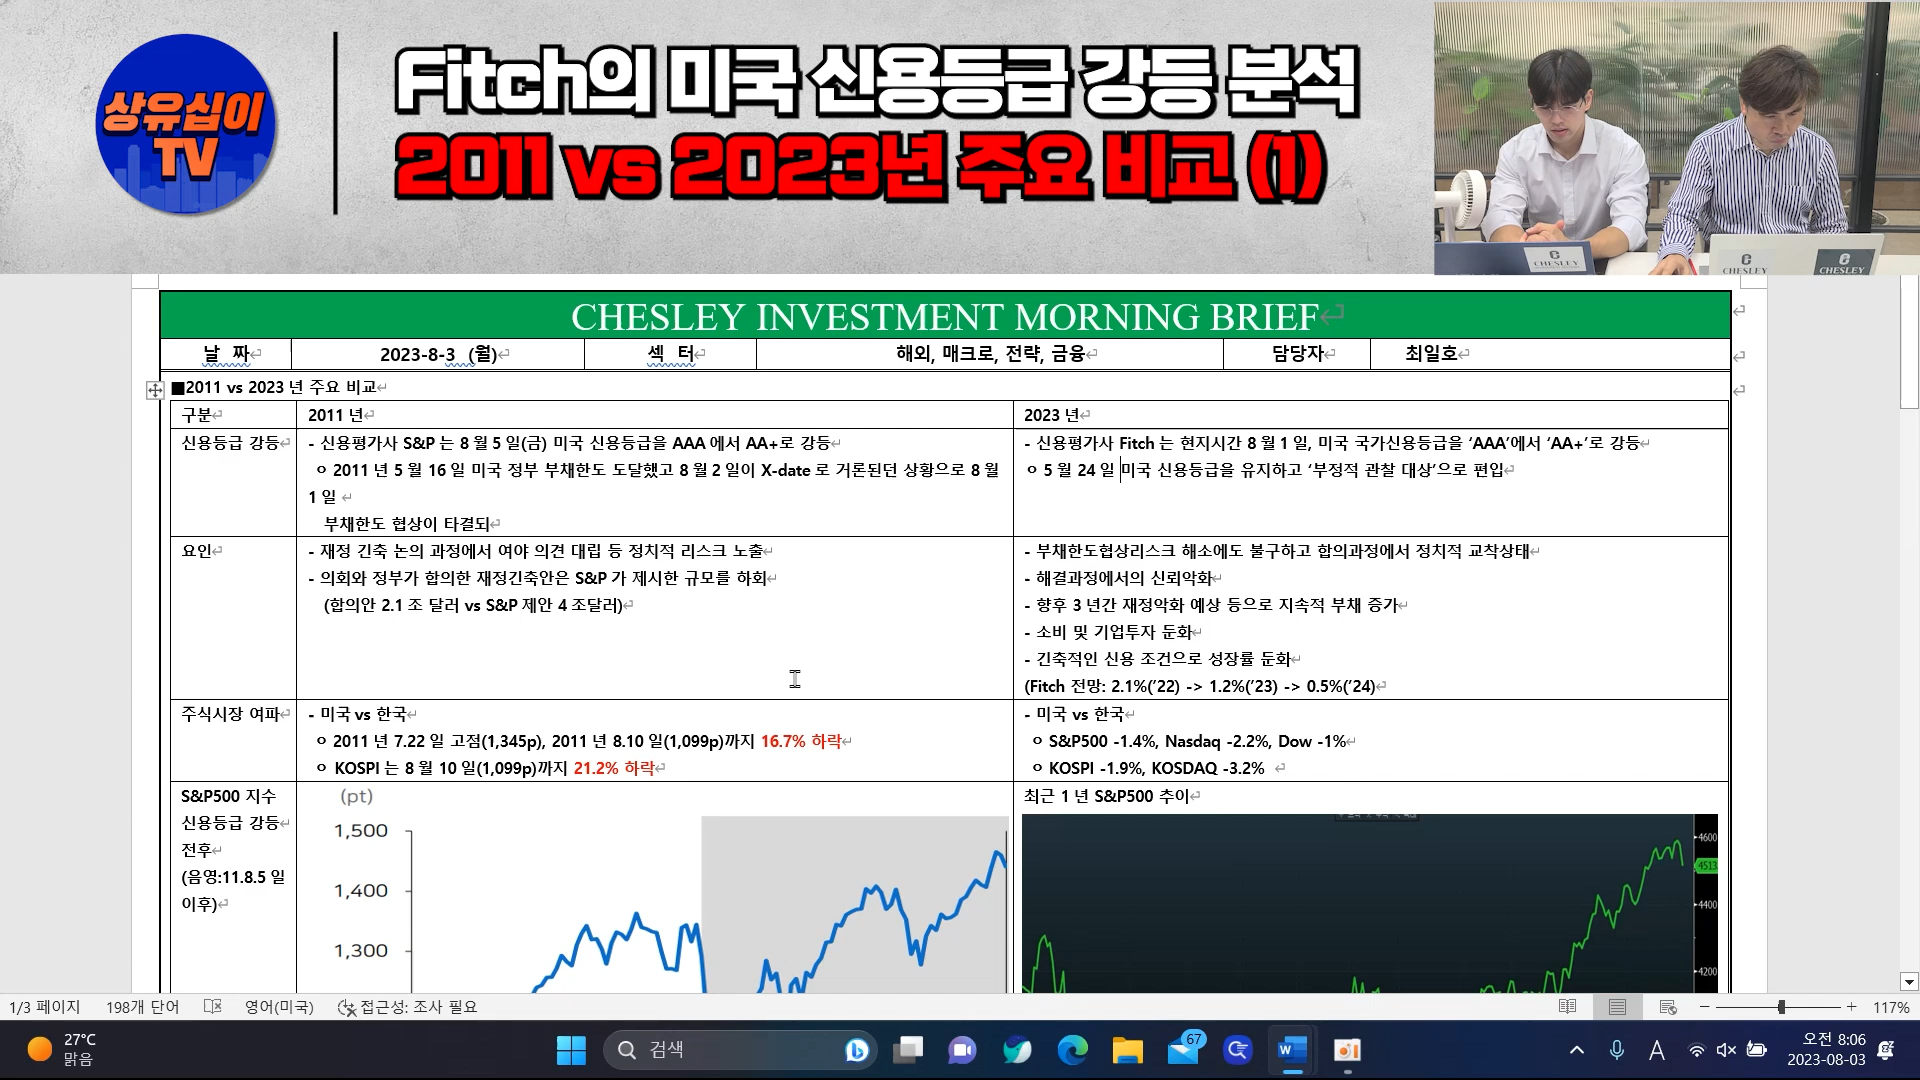 상유십이
TV
Fitch의 미국 신용등급 강등 분석
2011 vs 2023년 주요 비교 (1)
CHESLEY
CHESLEY
CHESLEY
CHESLEY INVESTMENT MORNING BRIEF
날 짜
2023-8-3 (월)
섹 터
해외, 매크로, 전략, 금융
담당자
최일호
■2011 vs 2023 년 주요 비교
구분
2011 년
2023 년
신용등급 강등
- 신용평가사 S&P 는 8 월 5 일(금) 미국 신용등급을 AAA 에서 AA+로 강등
ㅇ 2011 년 5 월 16 일 미국 정부 부채한도 도달했고 8 월 2 일이 X-date 로 거론된던 상황으로 8 월
1 일
부채한도 협상이 타결되
- 신용평가사 Fitch 는 현지시간 8 월 1 일, 미국 국가신용등급을 ‘AAA’에서 ‘AA+’로 강등
ㅇ 5 월 24 일 미국 신용등급을 유지하고 ‘부정적 관찰 대상’으로 편입
요인
- 재정 긴축 논의 과정에서 여야 의견 대립 등 정치적 리스크 노출
- 의회와 정부가 합의한 재정긴축안은 S&P 가 제시한 규모를 하회
(합의안 2.1 조 달러 vs S&P 제안 4 조달러)
- 부채한도협상리스크 해소에도 불구하고 합의과정에서 정치적 교착상태
- 해결과정에서의 신뢰악화
- 향후 3 년간 재정악화 예상 등으로 지속적 부채 증가
- 소비 및 기업투자 둔화
- 긴축적인 신용 조건으로 성장률 둔화
(Fitch 전망: 2.1%(’22) -> 1.2%(’23) -> 0.5%(’24)
주식시장 여파
- 미국 vs 한국
ㅇ 2011 년 7.22 일 고점(1,345p), 2011 년 8.10 일(1,099p)까지 16.7% 하락
ㅇ KOSPI 는 8 월 10 일(1,099p)까지 21.2% 하락
- 미국 vs 한국
ㅇ S&P500 -1.4%, Nasdaq -2.2%, Dow -1%
ㅇ KOSPI -1.9%, KOSDAQ -3.2%
S&P500 지수
신용등급 강등
전후
(음영:11.8.5 일
이후)
(pt)
1,500
1,400
1,300
최근 1 년 S&P500 추이
4600
4513
4400
4200
1/3 페이지
198개 단어
영어(미국)
접근성: 조사 필요
117%
27°C
맑음
검색
67
A
오전 8:06
2023-08-03